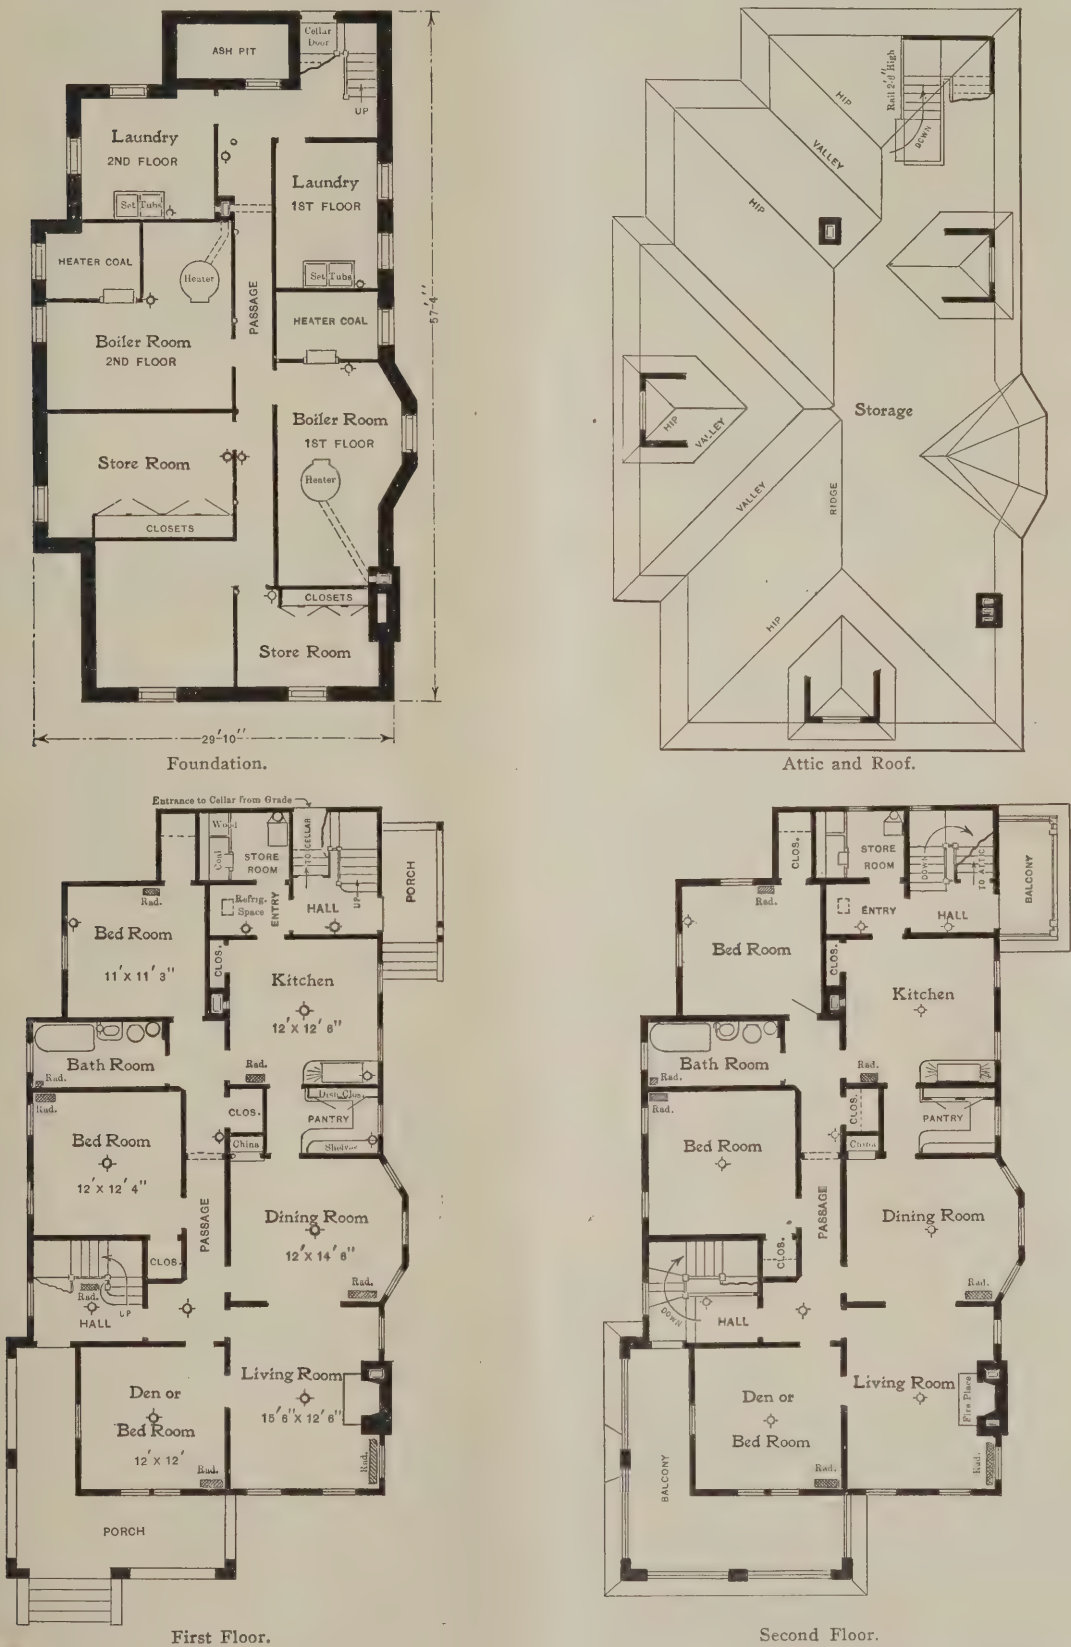 ASH PIT
Cellar
Door
UP
Laundry
2ND FLOOR
Set Tubs
Laundry
1ST FLOOR
Set Tubs
HEATER COAL
Heater
PASSAGE
HEATER COAL
Boiler Room
2ND FLOOR
Boiler Room
1ST FLOOR
Heater
Store Room
CLOSETS
CLOSETS
Store Room
57'-4"
29'-10"
Foundation.
Rail 2'-6" High
DOWN
HIP
VALLEY
HIP
HIP
VALLEY
Storage
VALLEY
RIDGE
HIP
Attic and Roof.
Entrance to Cellar from Grade
Wood
Coal
STORE
ROOM
TO CELLAR
PORCH
Rad.
Refrig.
Space
ENTRY
HALL
UP
Bed Room
11' X 11' 3"
CLOS.
Kitchen
12' X 12' 6"
Bath Room
Rad.
Rad.
Rad.
CLOS.
Dish Clos.
PANTRY
Shelves
China
Bed Room
12' X 12' 4"
PASSAGE
Dining Room
12' X 14' 8"
CLOS.
Rad.
Rad.
UP
HALL
Living Room
15' 6" X 12' 6"
Den or
Bed Room
12' X 12'
Rad.
Rad.
PORCH
First Floor.
CLOS.
STORE
ROOM
DOWN
TO ATTIC
BALCONY
Rad.
ENTRY
HALL
Bed Room
CLOS.
Kitchen
Bath Room
Rad.
Rad.
Rad.
CLOS.
PANTRY
China
Bed Room
PASSAGE
Dining Room
CLOS.
Rad.
DOWN
HALL
Living Room
Fire Place
Den or
Bed Room
Rad.
Rad.
BALCONY
Second Floor.